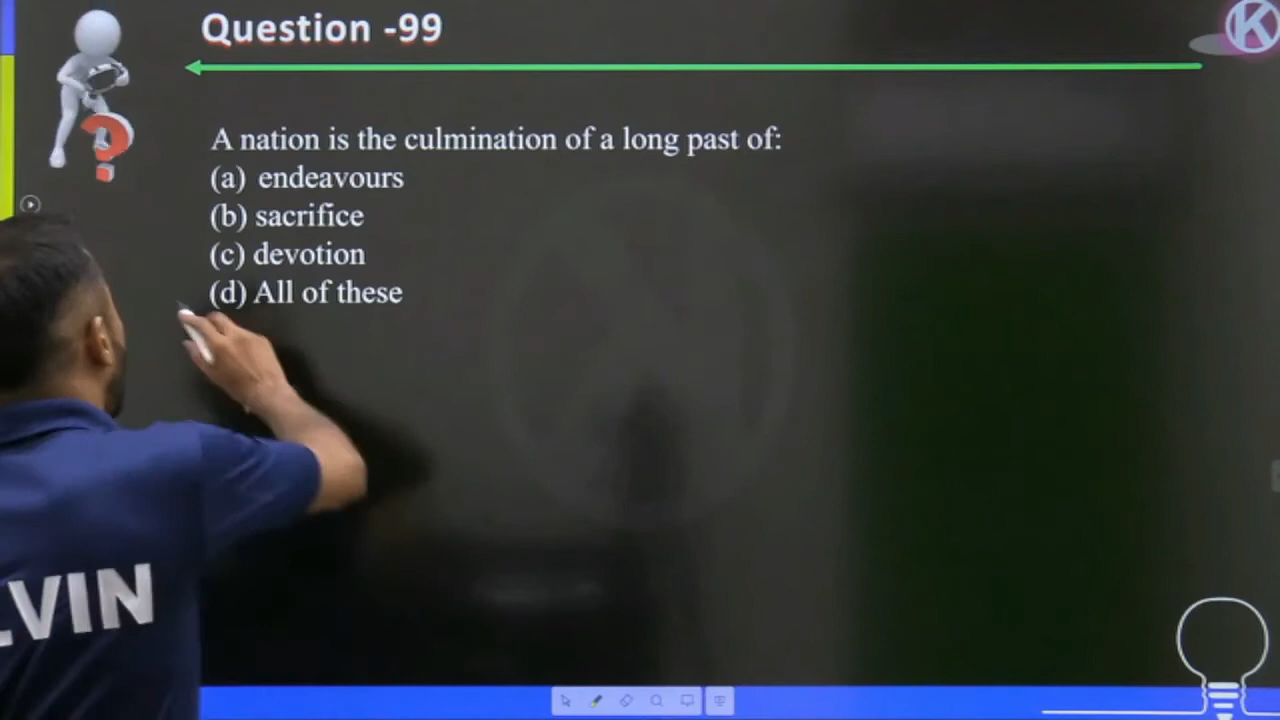 Question -99
K
A nation is the culmination of a long past of:
(a) endeavours
(b) sacrifice
(c) devotion
(d) All of these
LVIN